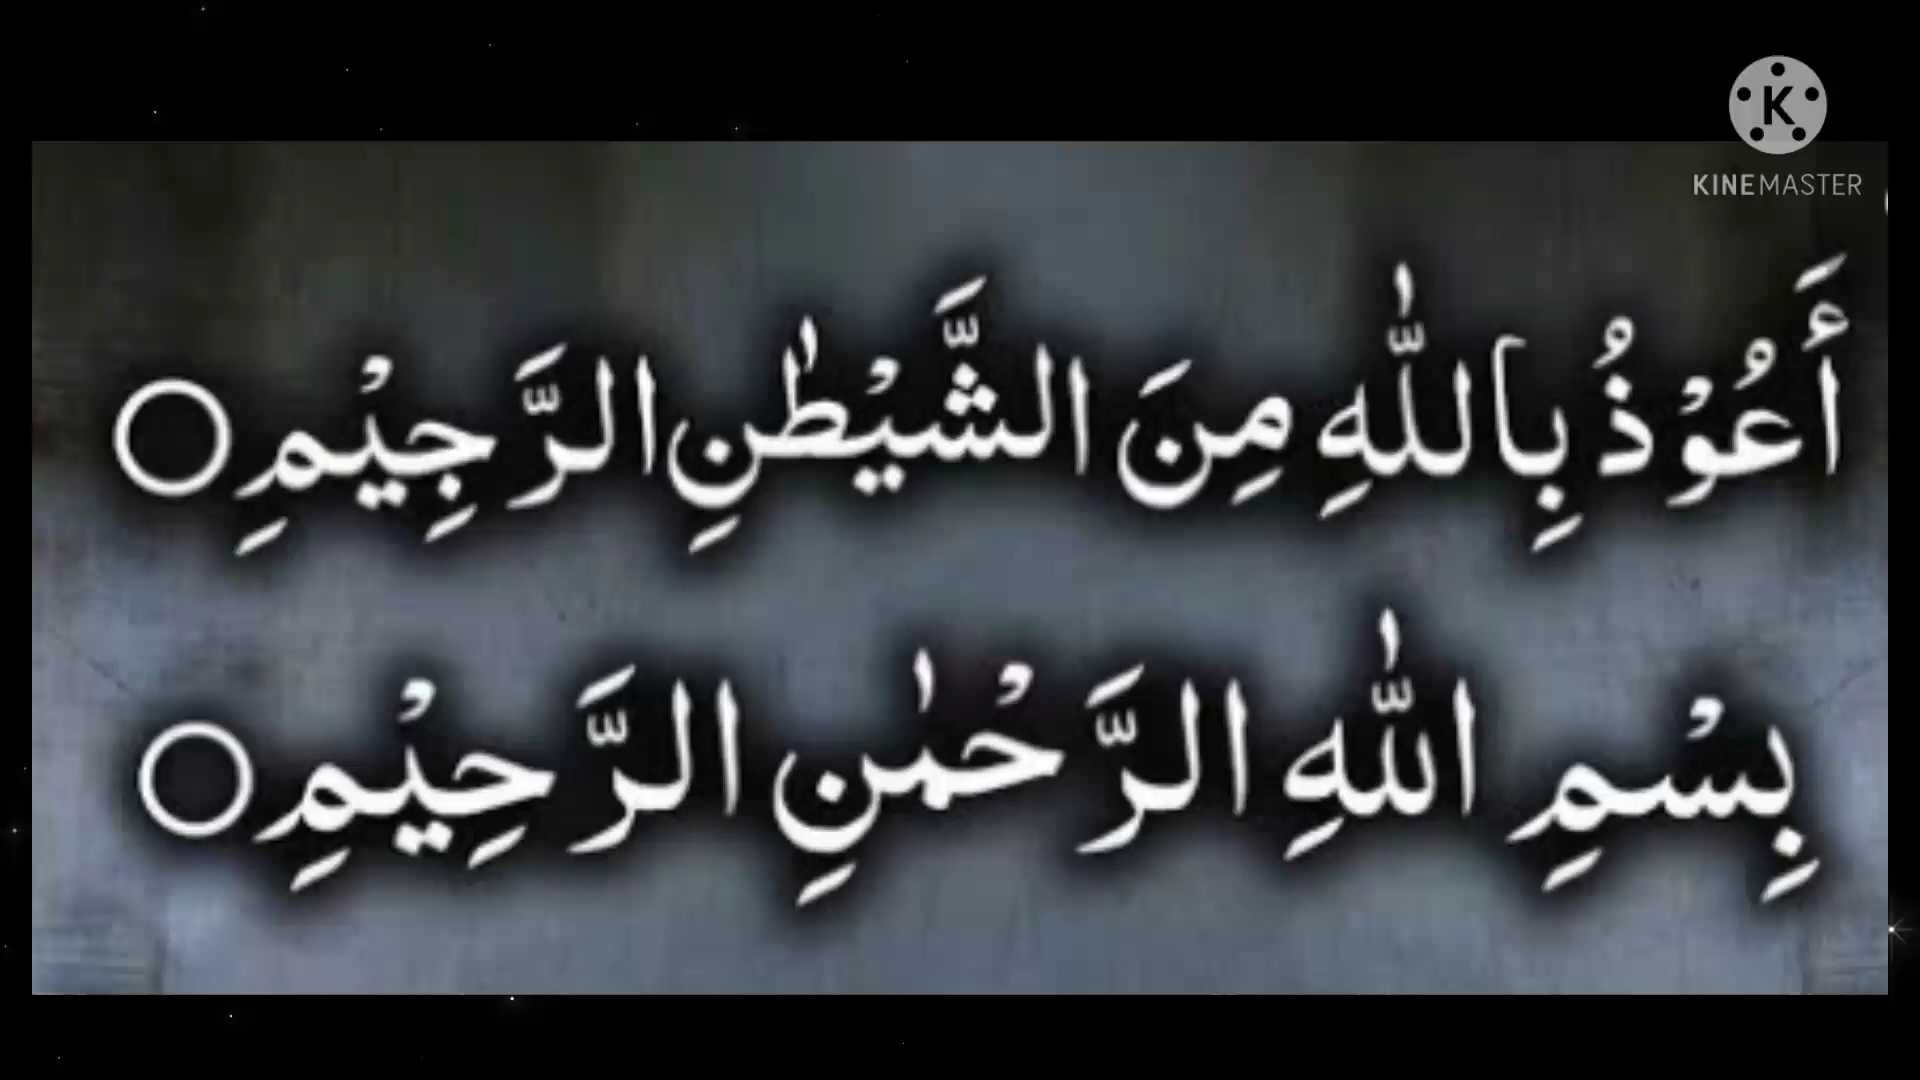 KINEMASTER
أَعُوْذُ بِاللّٰهِ مِنَ الشَّيْطٰنِ الرَّجِيْمِ
بِسْمِ اللّٰهِ الرَّحْمٰنِ الرَّحِيْمِ